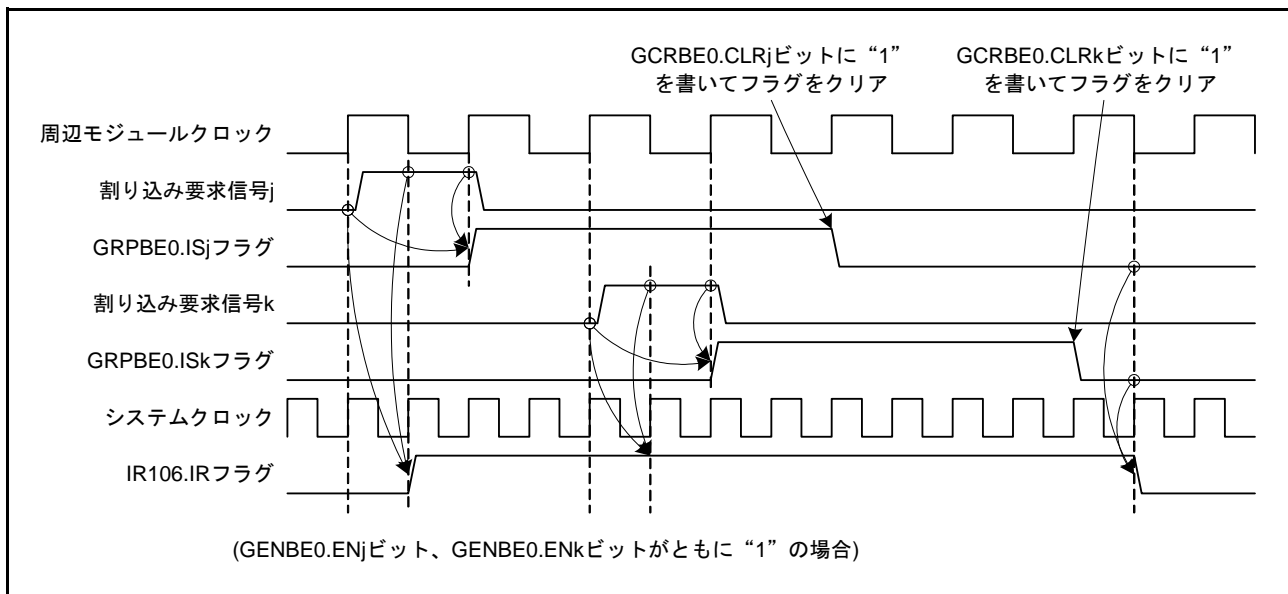 GCRBE0.CLRjビットに“1”
を書いてフラグをクリア
GCRBE0.CLRkビットに“1”
を書いてフラグをクリア
周辺モジュールクロック
割り込み要求信号j
GRPBE0.ISjフラグ
割り込み要求信号k
GRPBE0.ISkフラグ
システムクロック
IR106.IRフラグ
(GENBE0.ENjビット、GENBE0.ENkビットがともに“1”の場合)